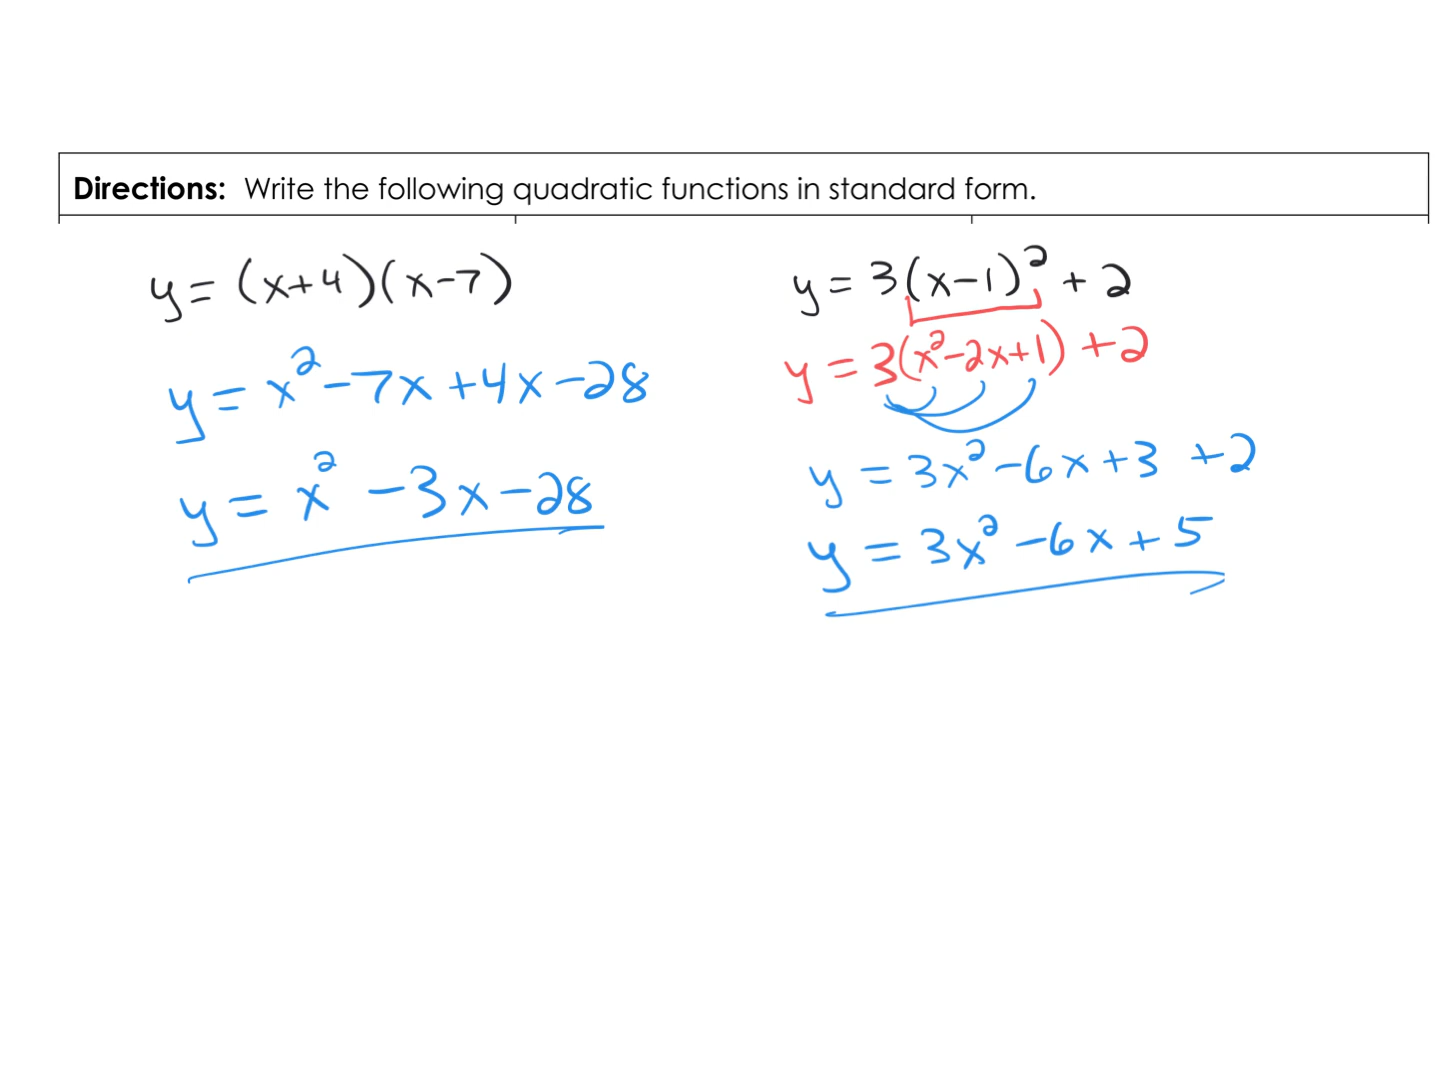 Directions: Write the following quadratic functions in standard form.
y = (x+4)(x-7)
y = x² - 7x + 4x - 28
y = x² - 3x - 28
y = 3(x-1)² + 2
y = 3(x²-2x+1) + 2
y = 3x² - 6x + 3 + 2
y = 3x² - 6x + 5